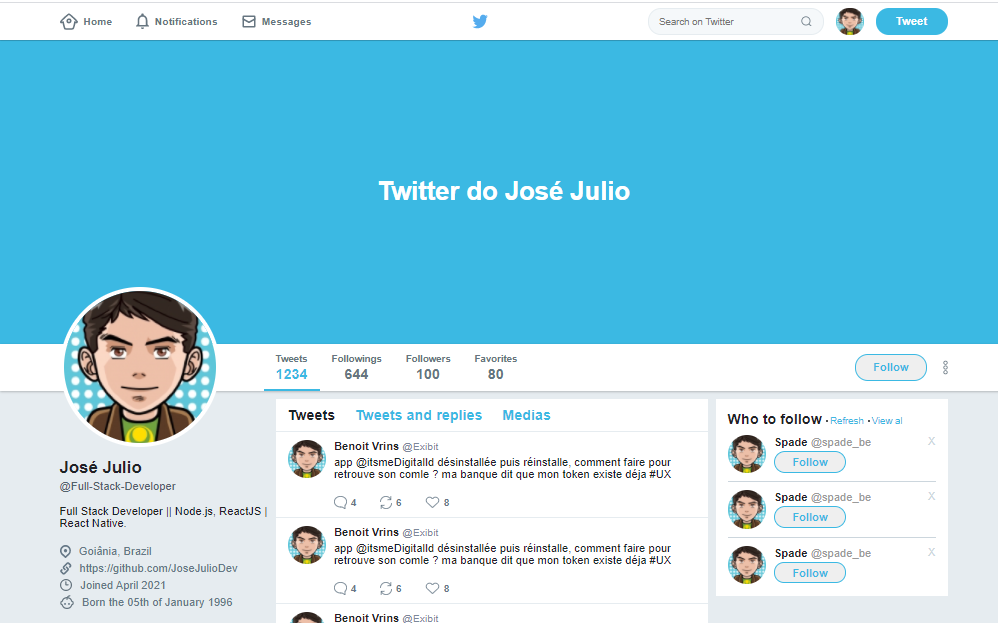 Home Notifications Messages Search on Twitter Tweet
Twitter do José Julio
Tweets Followings Followers Favorites
1234 644 100 80
Follow
José Julio
@Full-Stack-Developer
Full Stack Developer || Node.js, ReactJS |
React Native.
Goiânia, Brazil
https://github.com/JoseJulioDev
Joined April 2021
Born the 05th of January 1996
Tweets Tweets and replies Medias
Benoit Vrins @Exibit
app @itsmeDigitalId désinstallée puis réinstalle, comment faire pour
retrouve son comle ? ma banque dit que mon token existe déja #UX
4 6 8
Benoit Vrins @Exibit
app @itsmeDigitalId désinstallée puis réinstalle, comment faire pour
retrouve son comle ? ma banque dit que mon token existe déja #UX
4 6 8
Benoit Vrins @Exibit
Who to follow • Refresh • View al
Spade @spade_be X
Follow
Spade @spade_be X
Follow
Spade @spade_be X
Follow